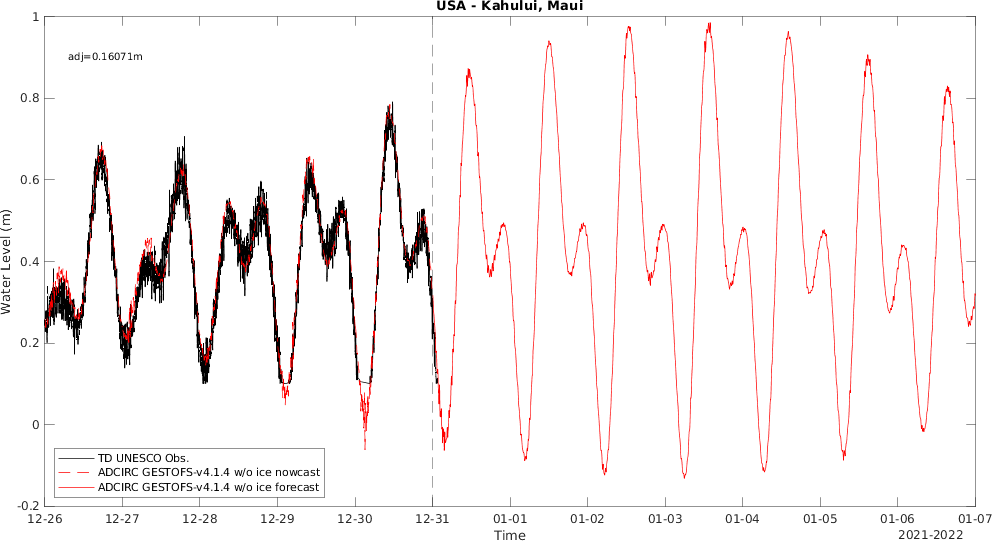 USA - Kahului, Maui
adj=0.16071m
Water Level (m)
1
0.8
0.6
0.4
0.2
0
-0.2
TD UNESCO Obs.
ADCIRC GESTOFS-v4.1.4 w/o ice nowcast
ADCIRC GESTOFS-v4.1.4 w/o ice forecast
12-26 12-27 12-28 12-29 12-30 12-31 01-01 01-02 01-03 01-04 01-05 01-06 01-07
Time
2021-2022